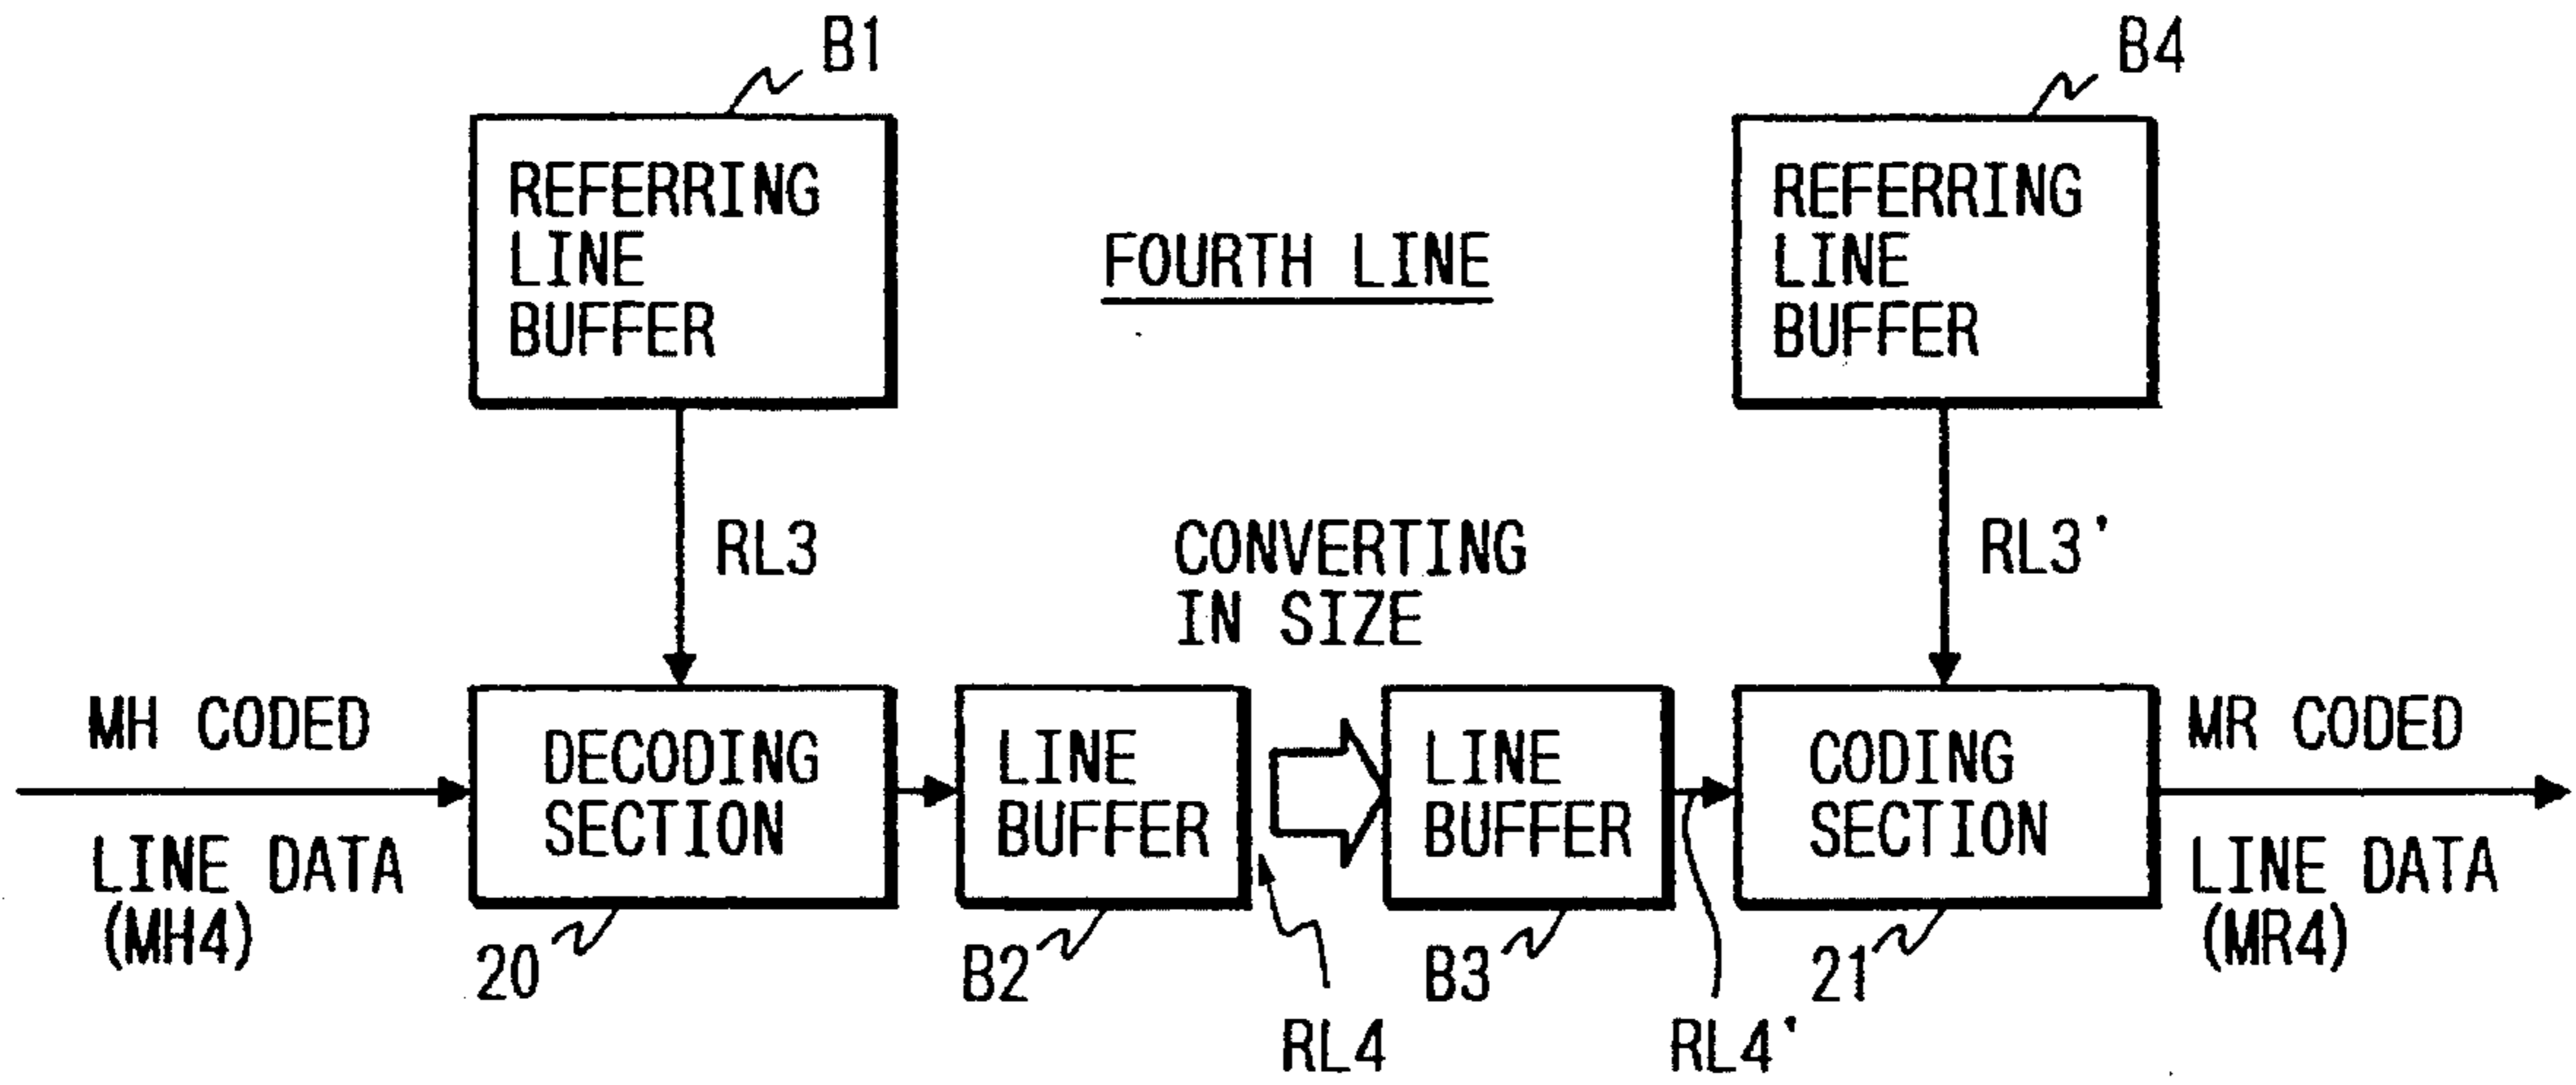 B1
B4
REFERRING
LINE
BUFFER
FOURTH LINE
REFERRING
LINE
BUFFER
RL3
CONVERTING
IN SIZE
RL3'
MH CODED
LINE DATA
(MH4)
DECODING
SECTION
LINE
BUFFER
LINE
BUFFER
CODING
SECTION
MR CODED
LINE DATA
(MR4)
20
B2
RL4
B3
RL4'
21